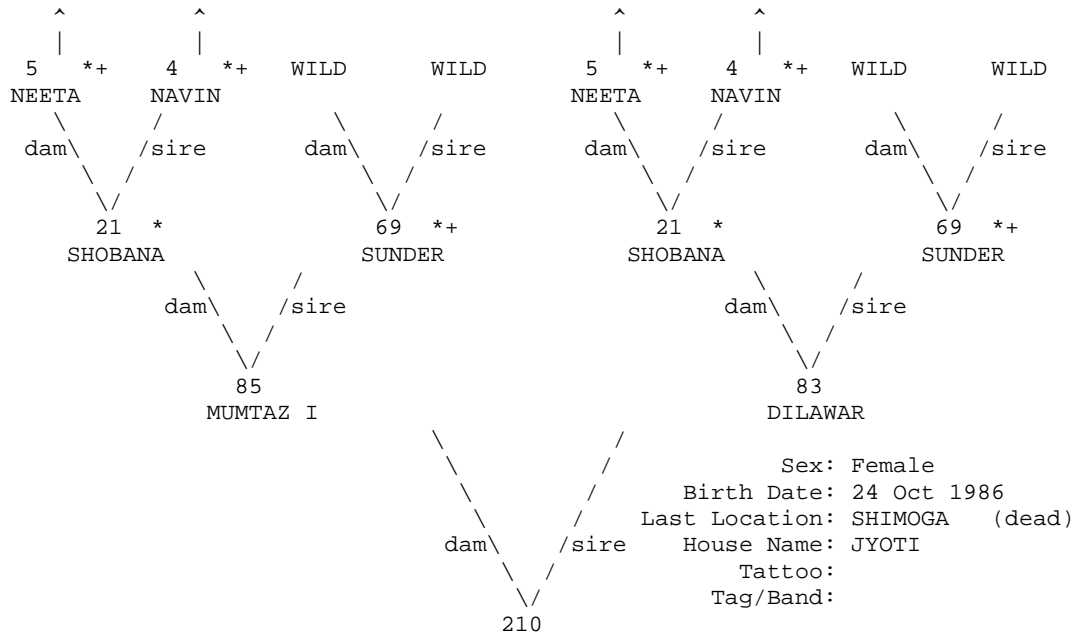 ^ ^ ^ ^
| | | |
5 *+ 4 *+ WILD WILD 5 *+ 4 *+ WILD WILD
NEETA NAVIN NEETA NAVIN
\ / \ / \ / \ /
dam\ /sire dam\ /sire dam\ /sire dam\ /sire
\ / \ / \ / \ /
\/ \/ \/ \/
21 * 69 *+ 21 * 69 *+
SHOBANA SUNDER SHOBANA SUNDER
\ / \ /
dam\ /sire dam\ /sire
\ / \ /
\/ \/
85 83
MUMTAZ I DILAWAR
\ /
\ / Sex: Female
\ / Birth Date: 24 Oct 1986
\ / Last Location: SHIMOGA (dead)
dam\ /sire House Name: JYOTI
\ / Tattoo:
\/ Tag/Band:
210